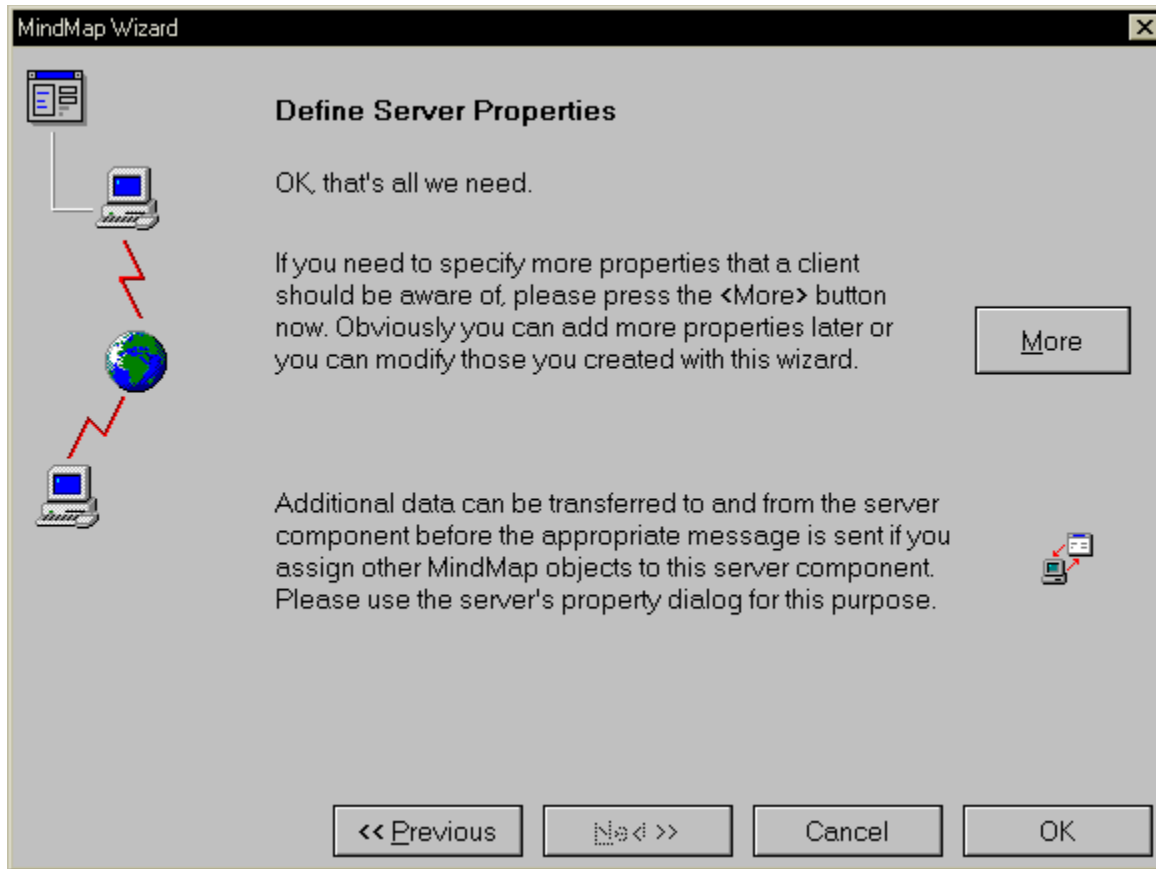 MindMap Wizard
Define Server Properties
OK, that's all we need.
If you need to specify more properties that a client
should be aware of, please press the <More> button
now. Obviously you can add more properties later or
you can modify those you created with this wizard.
More
Additional data can be transferred to and from the server
component before the appropriate message is sent if you
assign other MindMap objects to this server component.
Please use the server's property dialog for this purpose.
<< Previous
Next >>
Cancel
OK